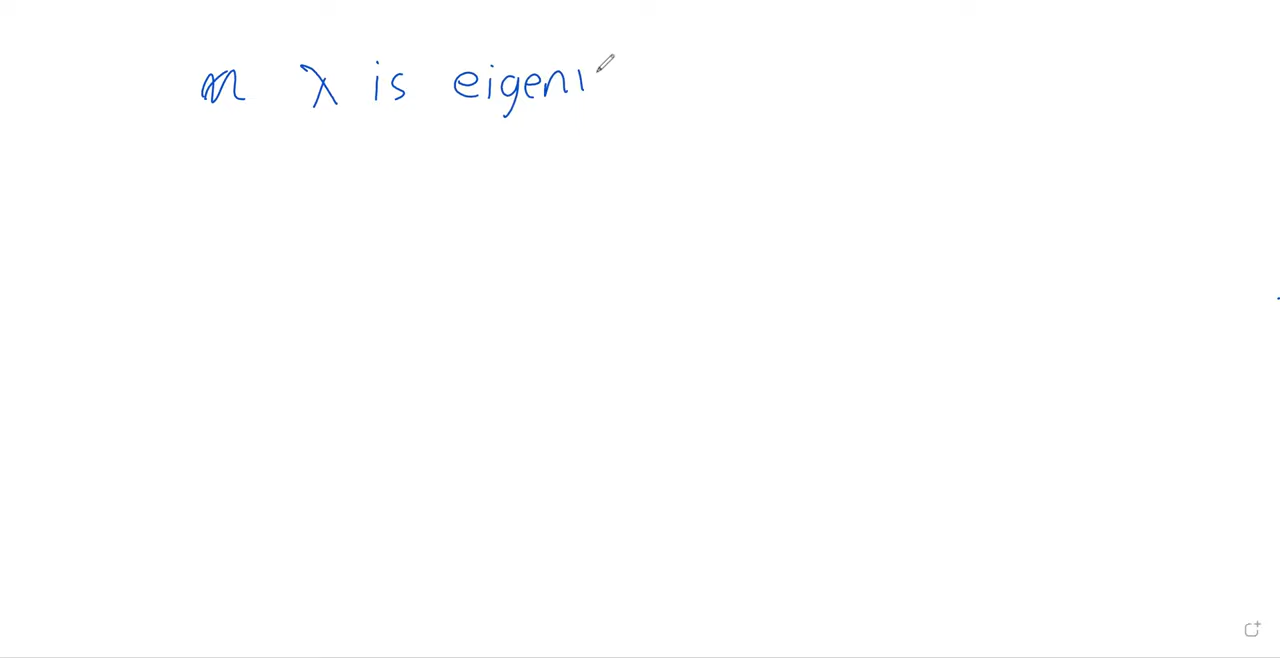 λ is eigen